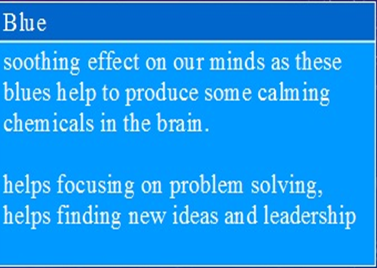 Blue
soothing effect on our minds as these
blues help to produce some calming
chemicals in the brain.
helps focusing on problem solving,
helps finding new ideas and leadership